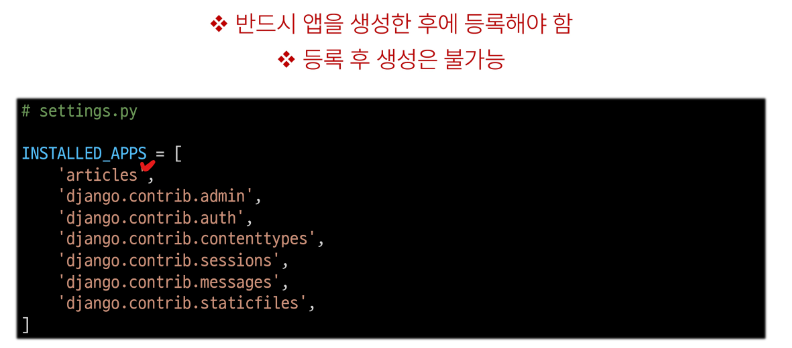 ❖ 반드시 앱을 생성한 후에 등록해야 함
❖ 등록 후 생성은 불가능
# settings.py
INSTALLED_APPS = [
    'articles',
    'django.contrib.admin',
    'django.contrib.auth',
    'django.contrib.contenttypes',
    'django.contrib.sessions',
    'django.contrib.messages',
    'django.contrib.staticfiles',
]